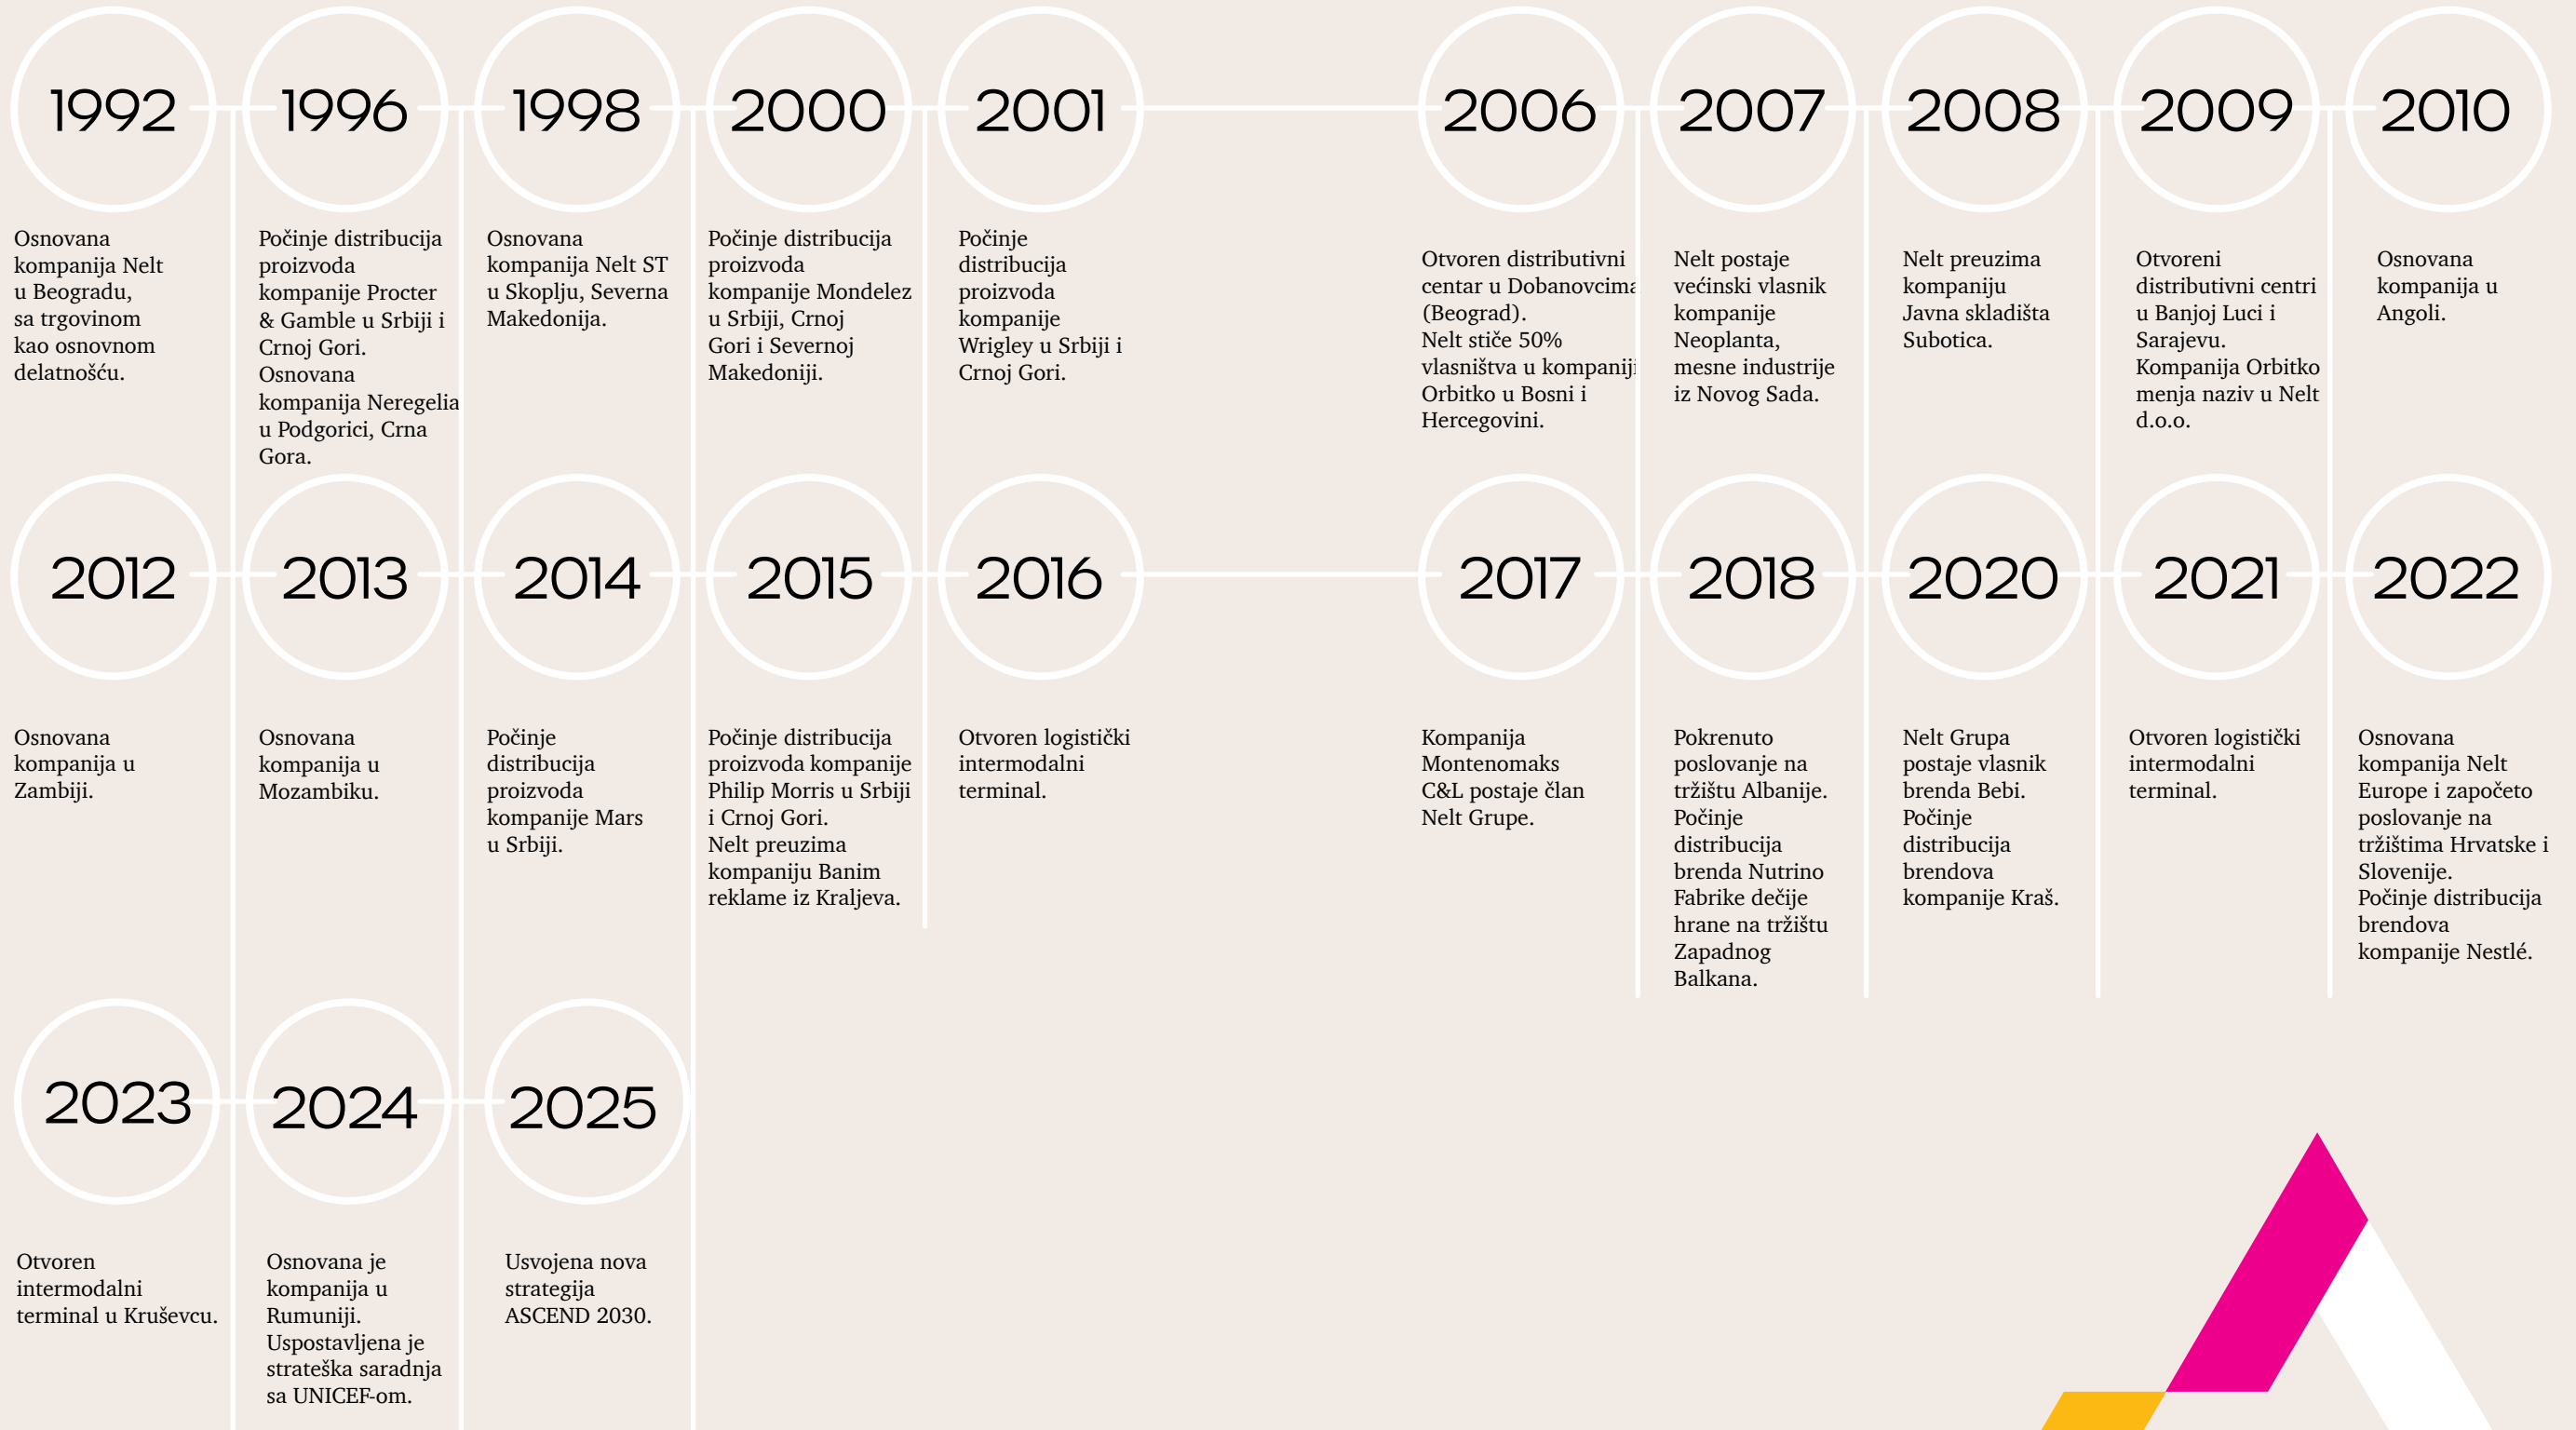 1992
Osnovana
kompanija Nelt
u Beogradu,
sa trgovinom
kao osnovnom
delatnošću.
1996
Počinje distribucija
proizvoda
kompanije Procter
& Gamble u Srbiji i
Crnoj Gori.
Osnovana
kompanija Neregelia
u Podgorici, Crna
Gora.
1998
Osnovana
kompanija Nelt ST
u Skoplju, Severna
Makedonija.
2000
Počinje distribucija
proizvoda
kompanije Mondelez
u Srbiji, Crnoj
Gori i Severnoj
Makedoniji.
2001
Počinje
distribucija
proizvoda
kompanije
Wrigley u Srbiji i
Crnoj Gori.
2006
Otvoren distributivni
centar u Dobanovcima
(Beograd).
Nelt stiče 50%
vlasništva u kompaniji
Orbitko u Bosni i
Hercegovini.
2007
Nelt postaje
većinski vlasnik
kompanije
Neoplanta,
mesne industrije
iz Novog Sada.
2008
Nelt preuzima
kompaniju
Javna skladišta
Subotica.
2009
Otvoreni
distributivni centri
u Banjoj Luci i
Sarajevu.
Kompanija Orbitko
menja naziv u Nelt
d.o.o.
2010
Osnovana
kompanija u
Angoli.
2012
Osnovana
kompanija u
Zambiji.
2013
Osnovana
kompanija u
Mozambiku.
2014
Počinje
distribucija
proizvoda
kompanije Mars
u Srbiji.
2015
Počinje distribucija
proizvoda kompanije
Philip Morris u Srbiji
i Crnoj Gori.
Nelt preuzima
kompaniju Banim
reklame iz Kraljeva.
2016
Otvoren logistički
intermodalni
terminal.
2017
Kompanija
Montenomaks
C&L postaje član
Nelt Grupe.
2018
Pokrenuto
poslovanje na
tržištu Albanije.
Počinje
distribucija
brenda Nutrino
Fabrike dečije
hrane na tržištu
Zapadnog
Balkana.
2020
Nelt Grupa
postaje vlasnik
brenda Bebi.
Počinje
distribucija
brendova
kompanije Kraš.
2021
Otvoren logistički
intermodalni
terminal.
2022
Osnovana
kompanija Nelt
Europe i započeto
poslovanje na
tržištima Hrvatske i
Slovenije.
Počinje distribucija
brendova
kompanije Nestlé.
2023
Otvoren
intermodalni
terminal u Kruševcu.
2024
Osnovana je
kompanija u
Rumuniji.
Uspostavljena je
strateška saradnja
sa UNICEF-om.
2025
Usvojena nova
strategija
ASCEND 2030.